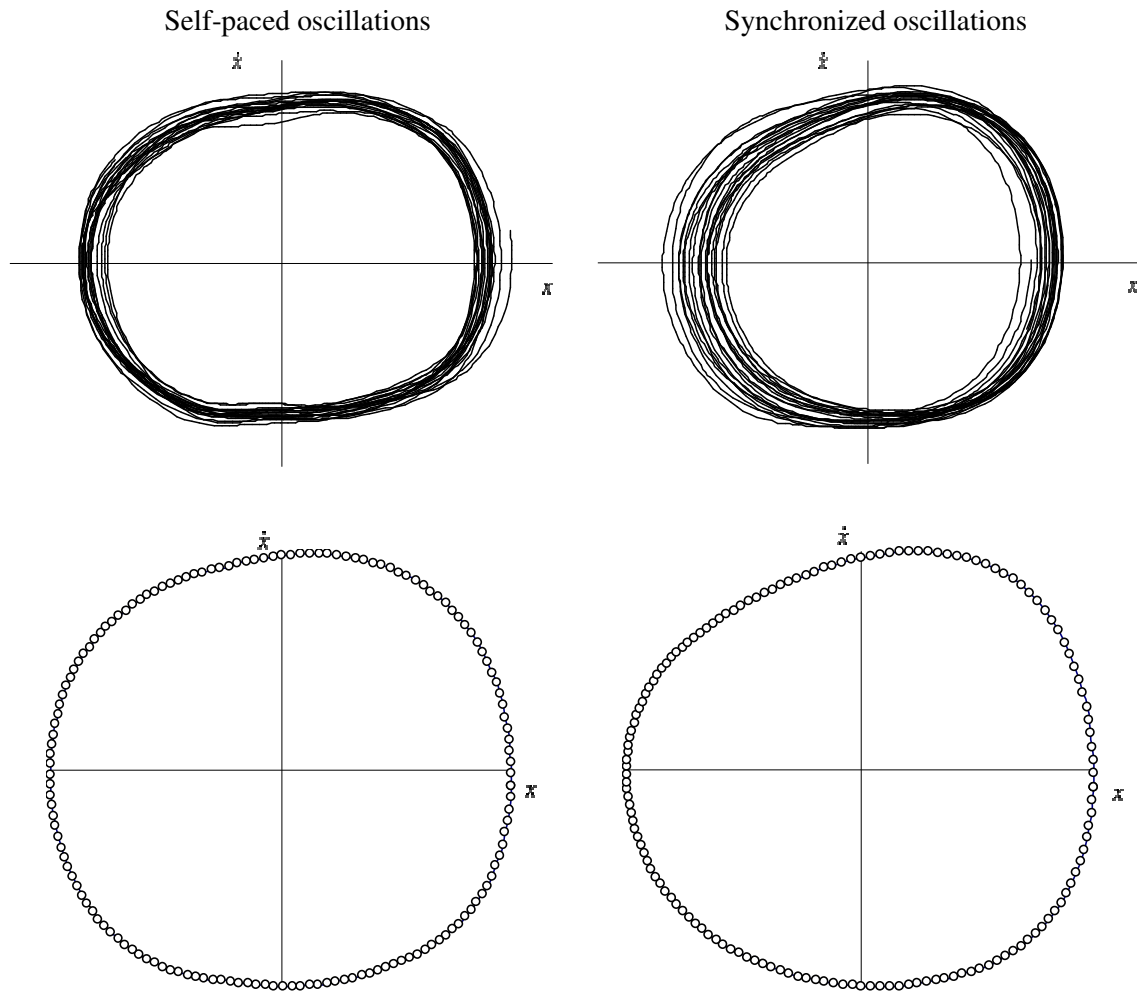 Self-paced oscillations
Synchronized oscillations
ẋ
ẋ
x
x
ẋ
ẋ
x
x